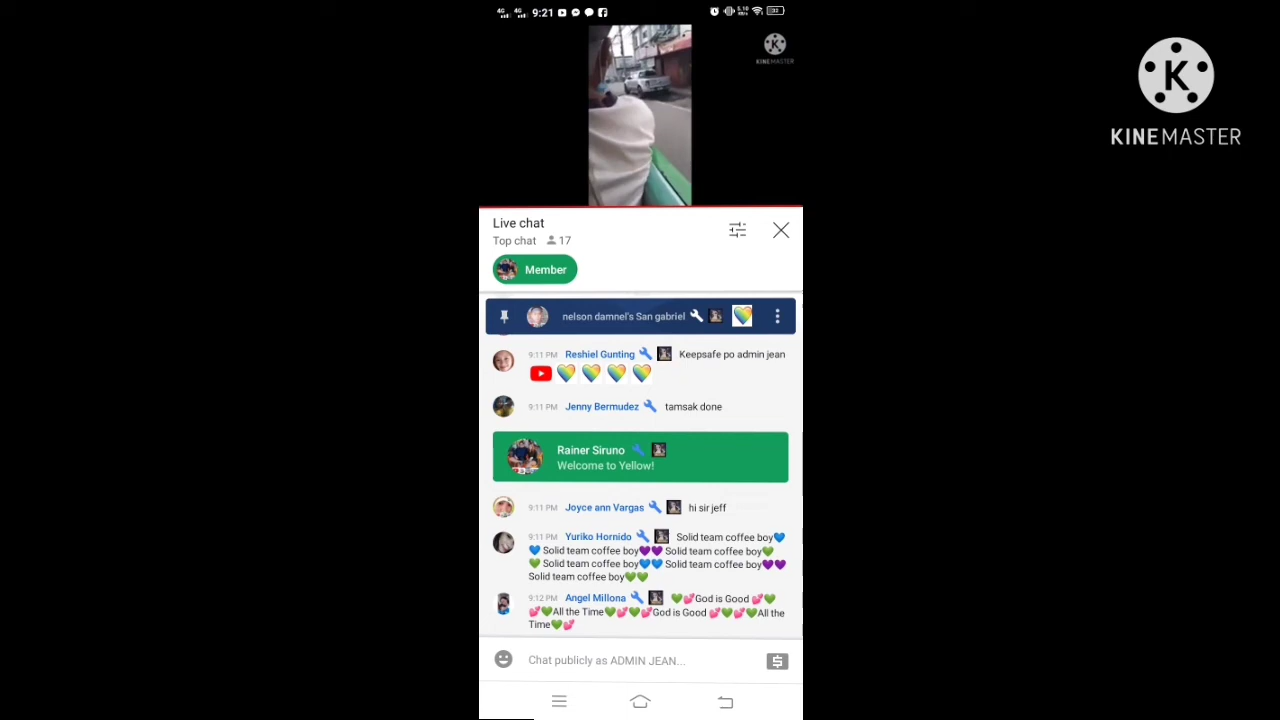 4G 4G 9:21
KINEMASTER
KINEMASTER
Live chat
Top chat 17
Member
nelson damnel's San gabriel
9:11 PM Reshiel Gunting Keepsafe po admin jean
9:11 PM Jenny Bermudez tamsak done
Rainer Siruno
Welcome to Yellow!
9:11 PM Joyce ann Vargas hi sir jeff
9:11 PM Yuriko Hornido Solid team coffee boy💙
💙 Solid team coffee boy💜💜 Solid team coffee boy💚
💚 Solid team coffee boy💙💙 Solid team coffee boy💜💜
Solid team coffee boy💚💚
9:12 PM Angel Millona 💚💕God is Good 💕💚
💕💚All the Time💚💕💚💕God is Good 💕💚💕💚All the
Time💚💕
Chat publicly as ADMIN JEAN...